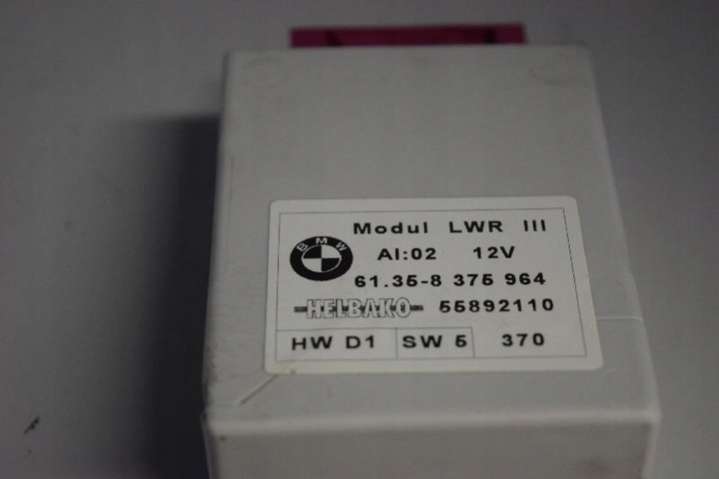 Modul LWR III
BMW
AI:02 12V
61.35-8 375 964
HELBAKO 55892110
HW D1 SW 5 370